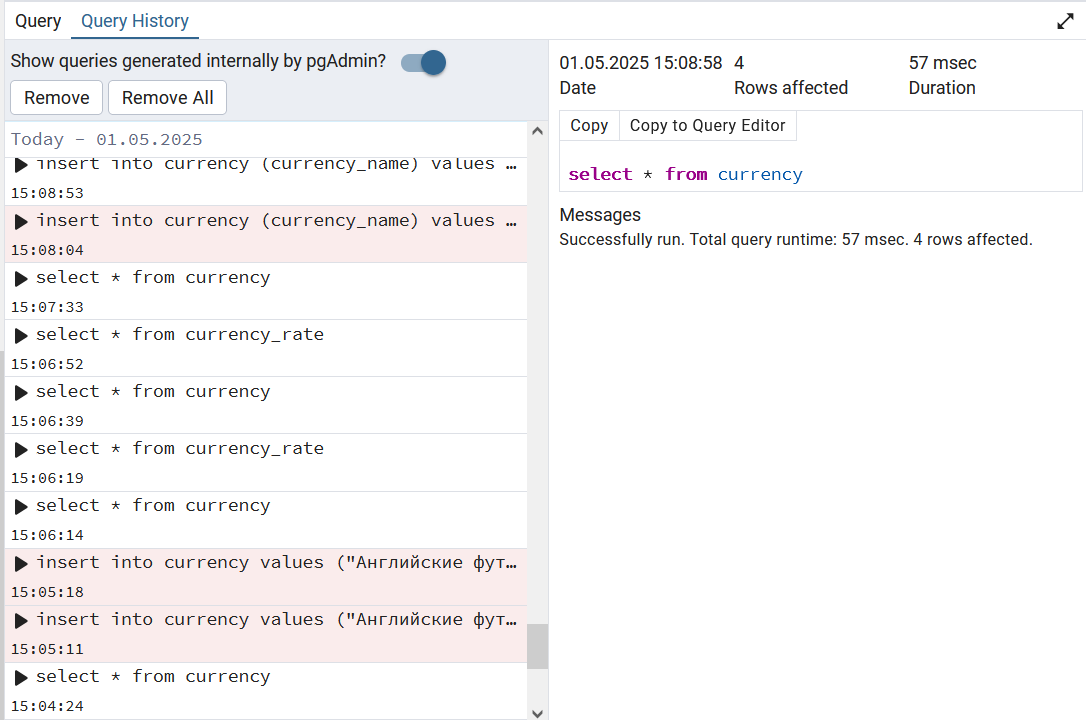 Query Query History
Show queries generated internally by pgAdmin?
Remove Remove All
Today - 01.05.2025
insert into currency (currency_name) values …
15:08:53
insert into currency (currency_name) values …
15:08:04
select * from currency
15:07:33
select * from currency_rate
15:06:52
select * from currency
15:06:39
select * from currency_rate
15:06:19
select * from currency
15:06:14
insert into currency values ("Английские фут…
15:05:18
insert into currency values ("Английские фут…
15:05:11
select * from currency
15:04:24
01.05.2025 15:08:58 4 57 msec
Date Rows affected Duration
Copy Copy to Query Editor
select * from currency
Messages
Successfully run. Total query runtime: 57 msec. 4 rows affected.